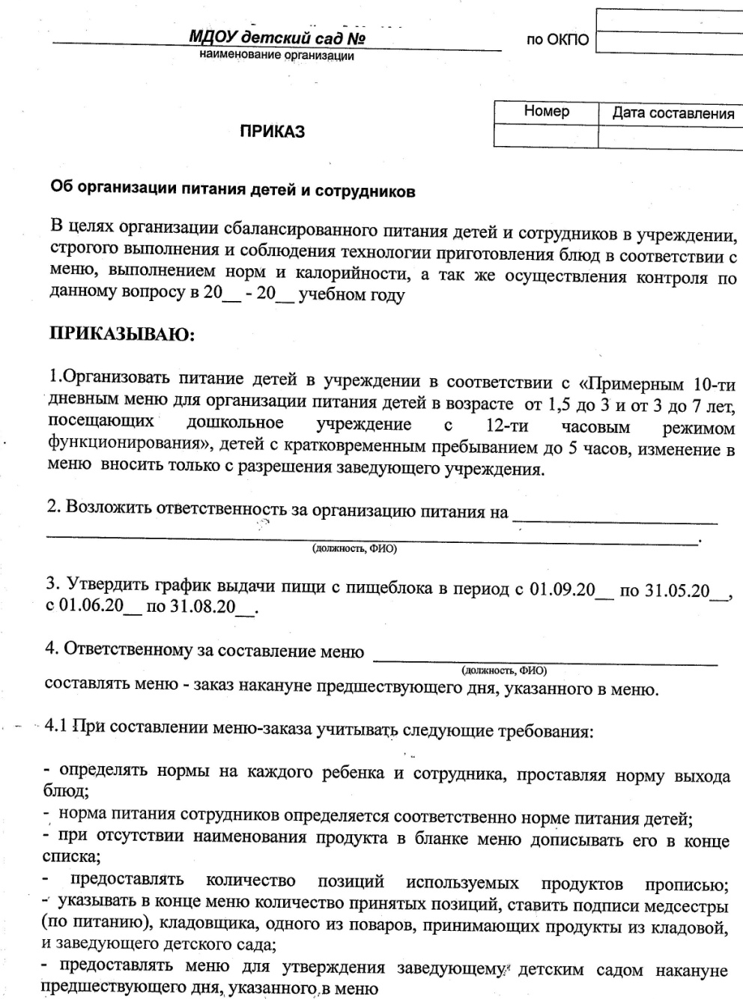 МДОУ детский сад №
по ОКПО
наименование организации
Номер Дата составления
ПРИКАЗ
Об организации питания детей и сотрудников
В целях организации сбалансированного питания детей и сотрудников в учреждении,
строгого выполнения и соблюдения технологии приготовления блюд в соответствии с
меню, выполнением норм и калорийности, а так же осуществления контроля по
данному вопросу в 20__ - 20__ учебном году
ПРИКАЗЫВАЮ:
1.Организовать питание детей в учреждении в соответствии с «Примерным 10-ти
дневным меню для организации питания детей в возрасте от 1,5 до 3 и от 3 до 7 лет,
посещающих дошкольное учреждение с 12-ти часовым режимом
функционирования», детей с кратковременным пребыванием до 5 часов, изменение в
меню вносить только с разрешения заведующего учреждения.
2. Возложить ответственность за организацию питания на ____________________
____________________.
(должность, ФИО)
3. Утвердить график выдачи пищи с пищеблока в период с 01.09.20__ по 31.05.20__,
с 01.06.20__ по 31.08.20__.
4. Ответственному за составление меню ____________________
(должность, ФИО)
составлять меню - заказ накануне предшествующего дня, указанного в меню.
4.1 При составлении меню-заказа учитывать следующие требования:
- определять нормы на каждого ребенка и сотрудника, проставляя норму выхода
блюд;
- норма питания сотрудников определяется соответственно норме питания детей;
- при отсутствии наименования продукта в бланке меню дописывать его в конце
списка;
- предоставлять количество позиций используемых продуктов прописью;
- указывать в конце меню количество принятых позиций, ставить подписи медсестры
(по питанию), кладовщика, одного из поваров, принимающих продукты из кладовой,
и заведующего детского сада;
- предоставлять меню для утверждения заведующему детским садом накануне
предшествующего дня, указанного в меню